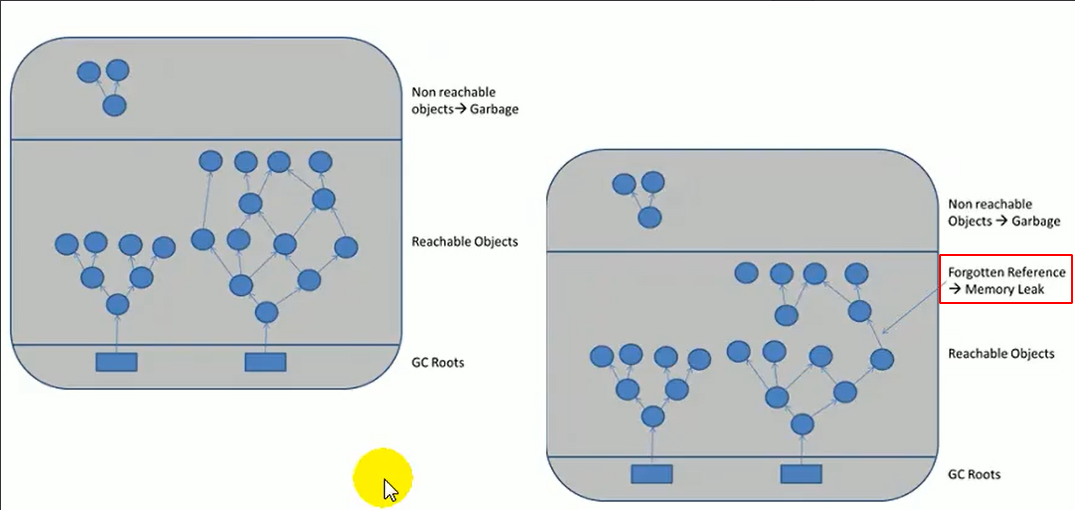 Non reachable
objects→ Garbage
Reachable Objects
GC Roots
Non reachable
Objects → Garbage
Forgotten Reference
→ Memory Leak
Reachable Objects
GC Roots